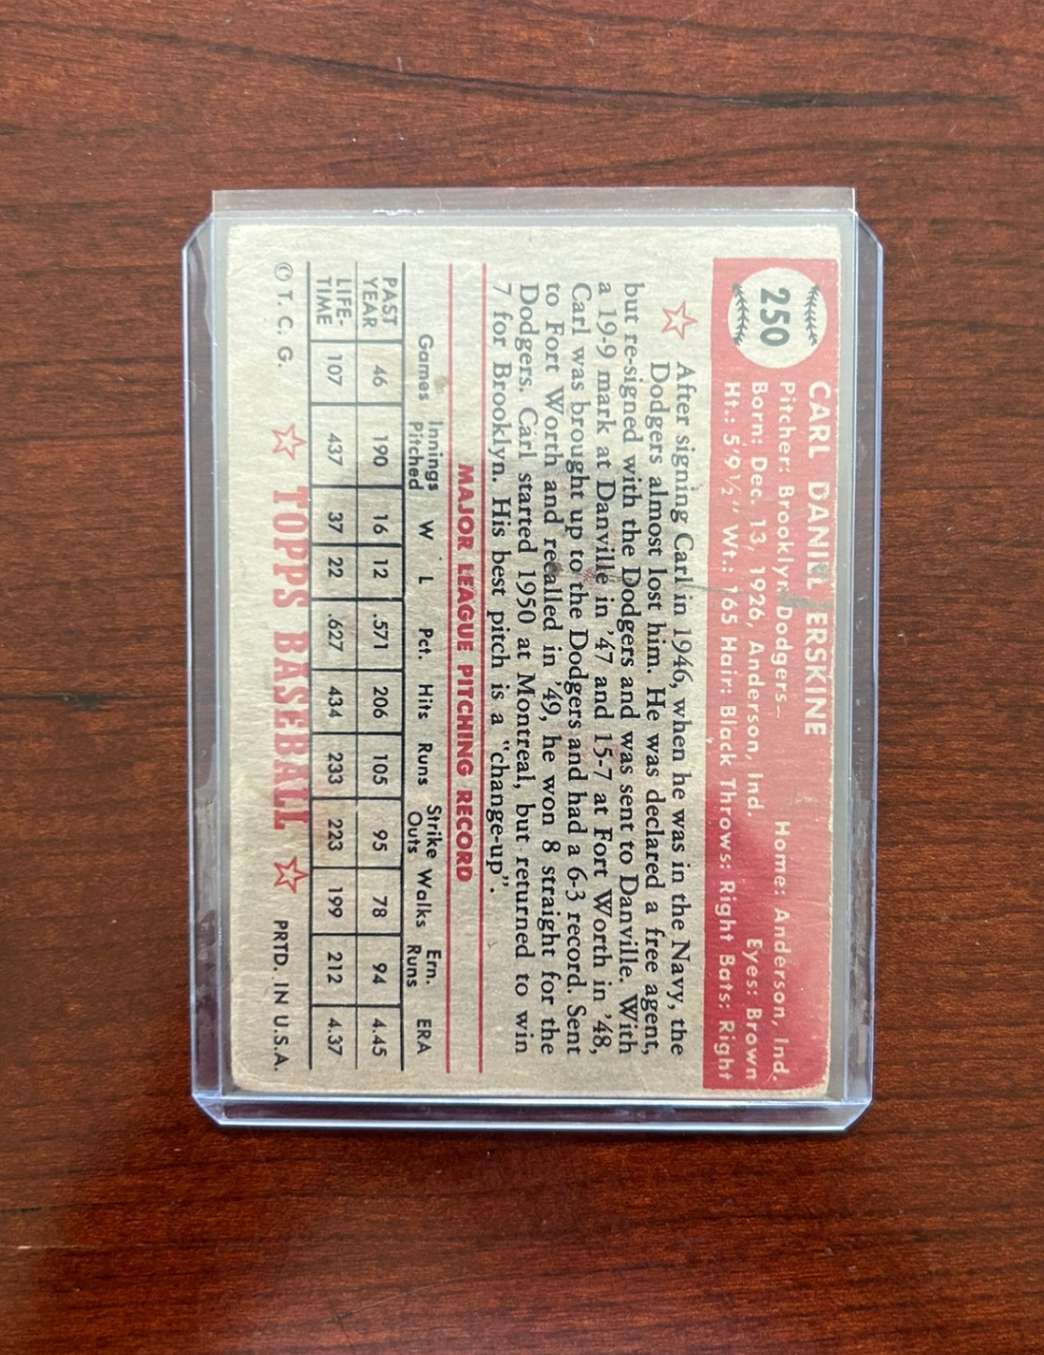 250
CARL DANIEL ERSKINE
Pitcher: Brooklyn Dodgers— Home: Anderson, Ind.
Born: Dec. 13, 1926, Anderson, Ind. Eyes: Brown
Ht.: 5'9½" Wt.: 165 Hair: Black Throws: Right Bats: Right
After signing Carl in 1946, when he was in the Navy, the
Dodgers almost lost him. He was declared a free agent,
but re-signed with the Dodgers and was sent to Danville. With
a 19-9 mark at Danville in '47 and 15-7 at Fort Worth in '48,
Carl was brought up to the Dodgers and had a 6-3 record. Sent
to Fort Worth and recalled in '49, he won 8 straight for the
Dodgers. Carl started 1950 at Montreal, but returned to win
7 for Brooklyn. His best pitch is a "change-up".
MAJOR LEAGUE PITCHING RECORD
Games Innings Pitched W L Pct. Hits Runs Strike Outs Walks Ern. Runs ERA
PAST YEAR 46 190 16 12 .571 206 105 95 78 94 4.45
LIFE-TIME 107 437 37 22 .627 434 233 223 199 212 4.37
© T. C. G. TOPPS BASEBALL PRTD. IN U.S.A.